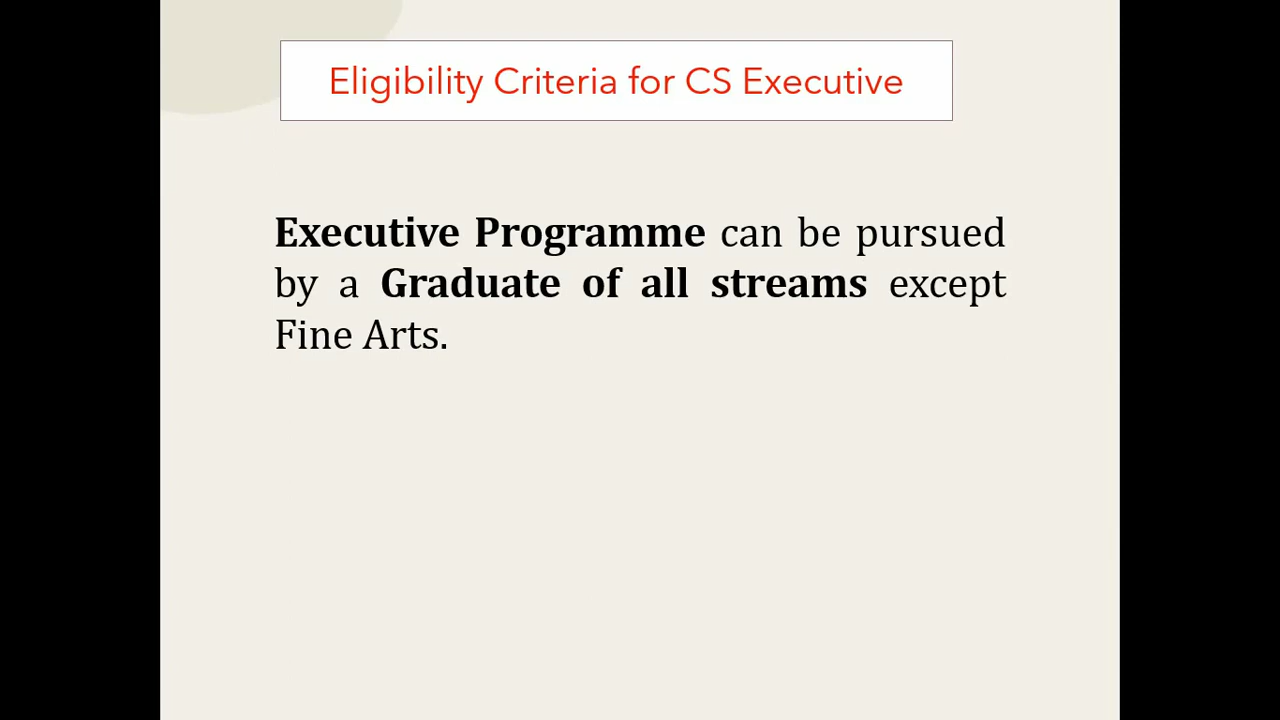 Eligibility Criteria for CS Executive
Executive Programme can be pursued
by a Graduate of all streams except
Fine Arts.